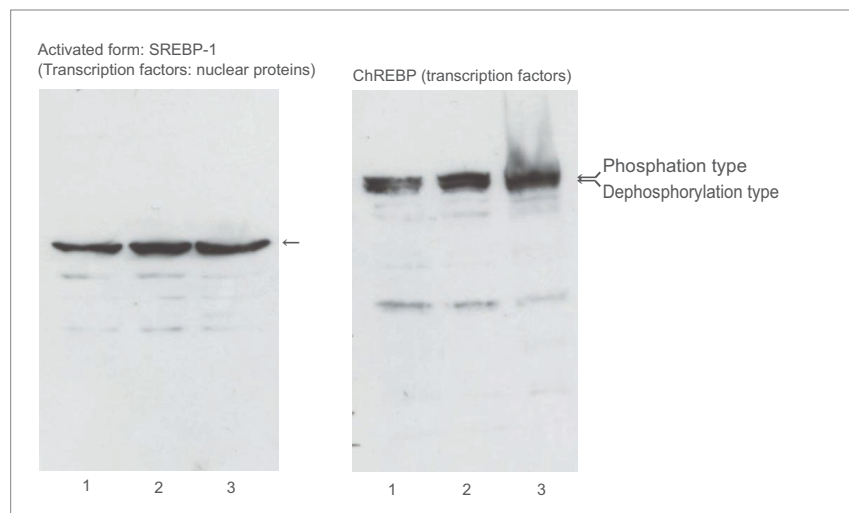 Activated form: SREBP-1
(Transcription factors: nuclear proteins)
ChREBP (transcription factors)
←
Phosphation type
Dephosphorylation type
1 2 3
1 2 3